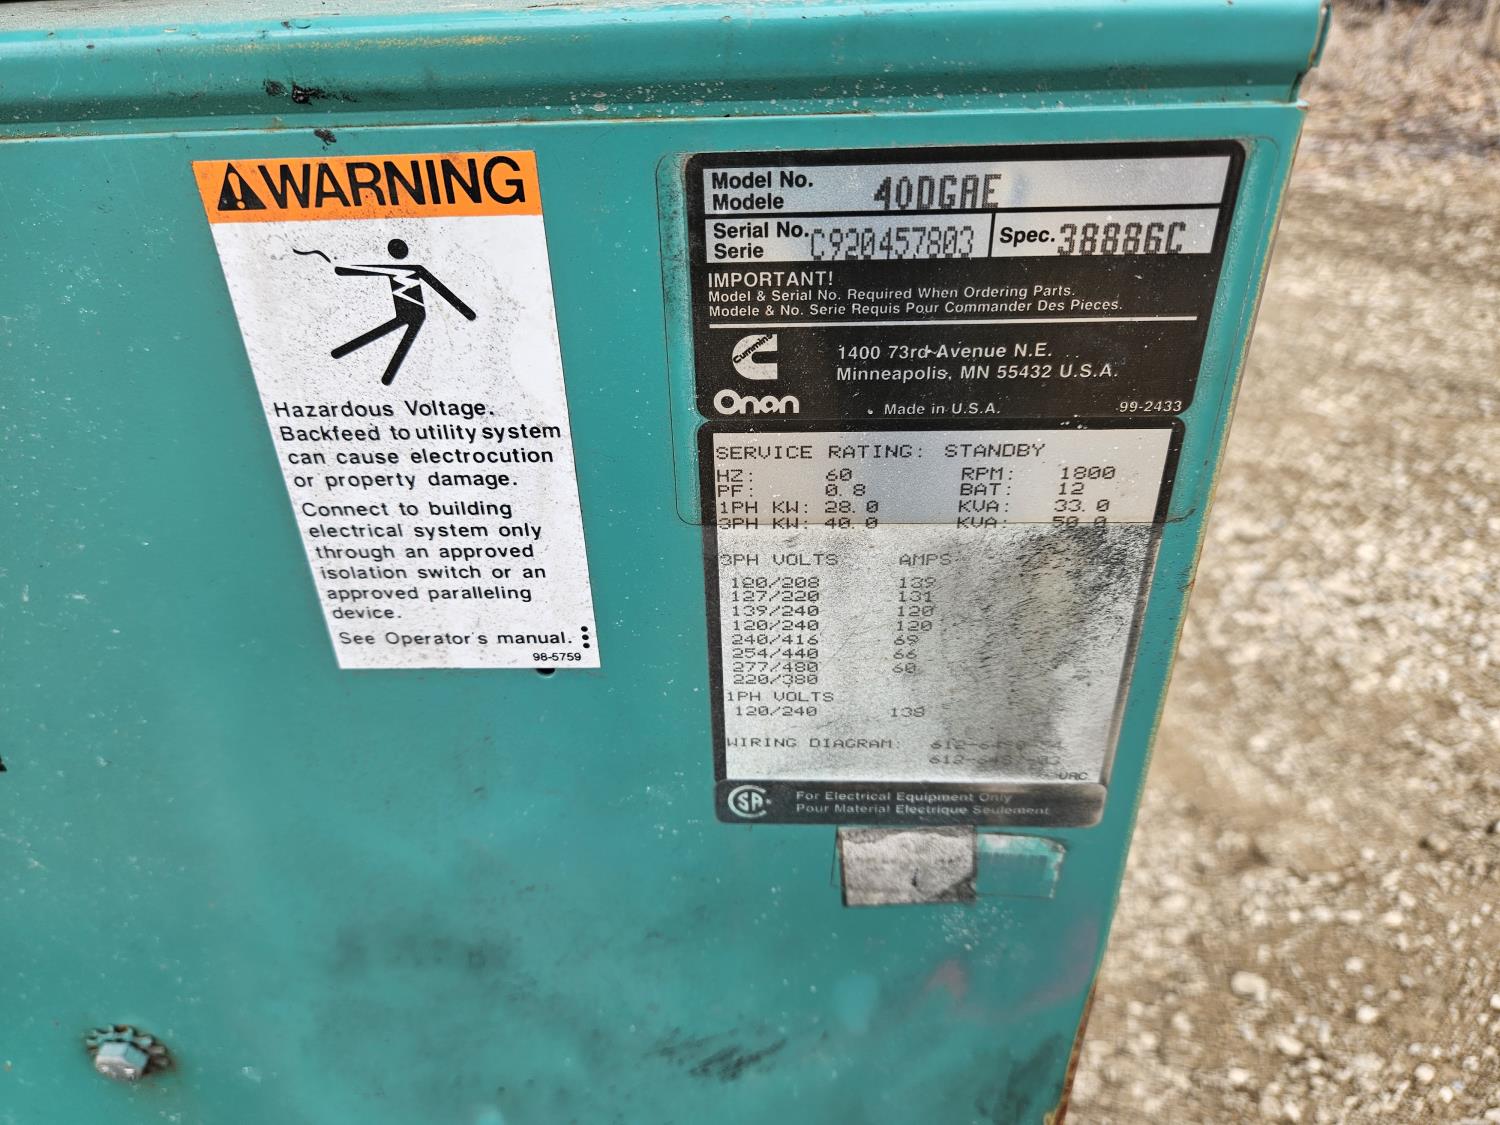 WARNING
Hazardous Voltage.
Backfeed to utility system
can cause electrocution
or property damage.
Connect to building
electrical system only
through an approved
isolation switch or an
approved paralleling
device.
See Operator's manual.
98-5759
Model No.
Modele
40DGAE
Serial No.
Serie
C920457803
Spec. 38886C
IMPORTANT!
Model & Serial No. Required When Ordering Parts.
Modele & No. Serie Requis Pour Commander Des Pieces.
Cummins
Onan
1400 73rd Avenue N.E.
Minneapolis, MN 55432 U.S.A.
Made in U.S.A.
99-2433
SERVICE RATING: STANDBY
HZ: 60 RPM: 1800
PF: 0.8 BAT: 12
1PH KW: 28.0 KVA: 33.0
3PH KW: 40.0 KVA: 50.0
3PH VOLTS AMPS
120/208 139
127/220 131
139/240 120
120/240 120
240/416 69
254/440 66
277/480 60
220/380
1PH VOLTS
120/240 138
WIRING DIAGRAM:
CSA
For Electrical Equipment Only
Pour Material Electrique Seulement